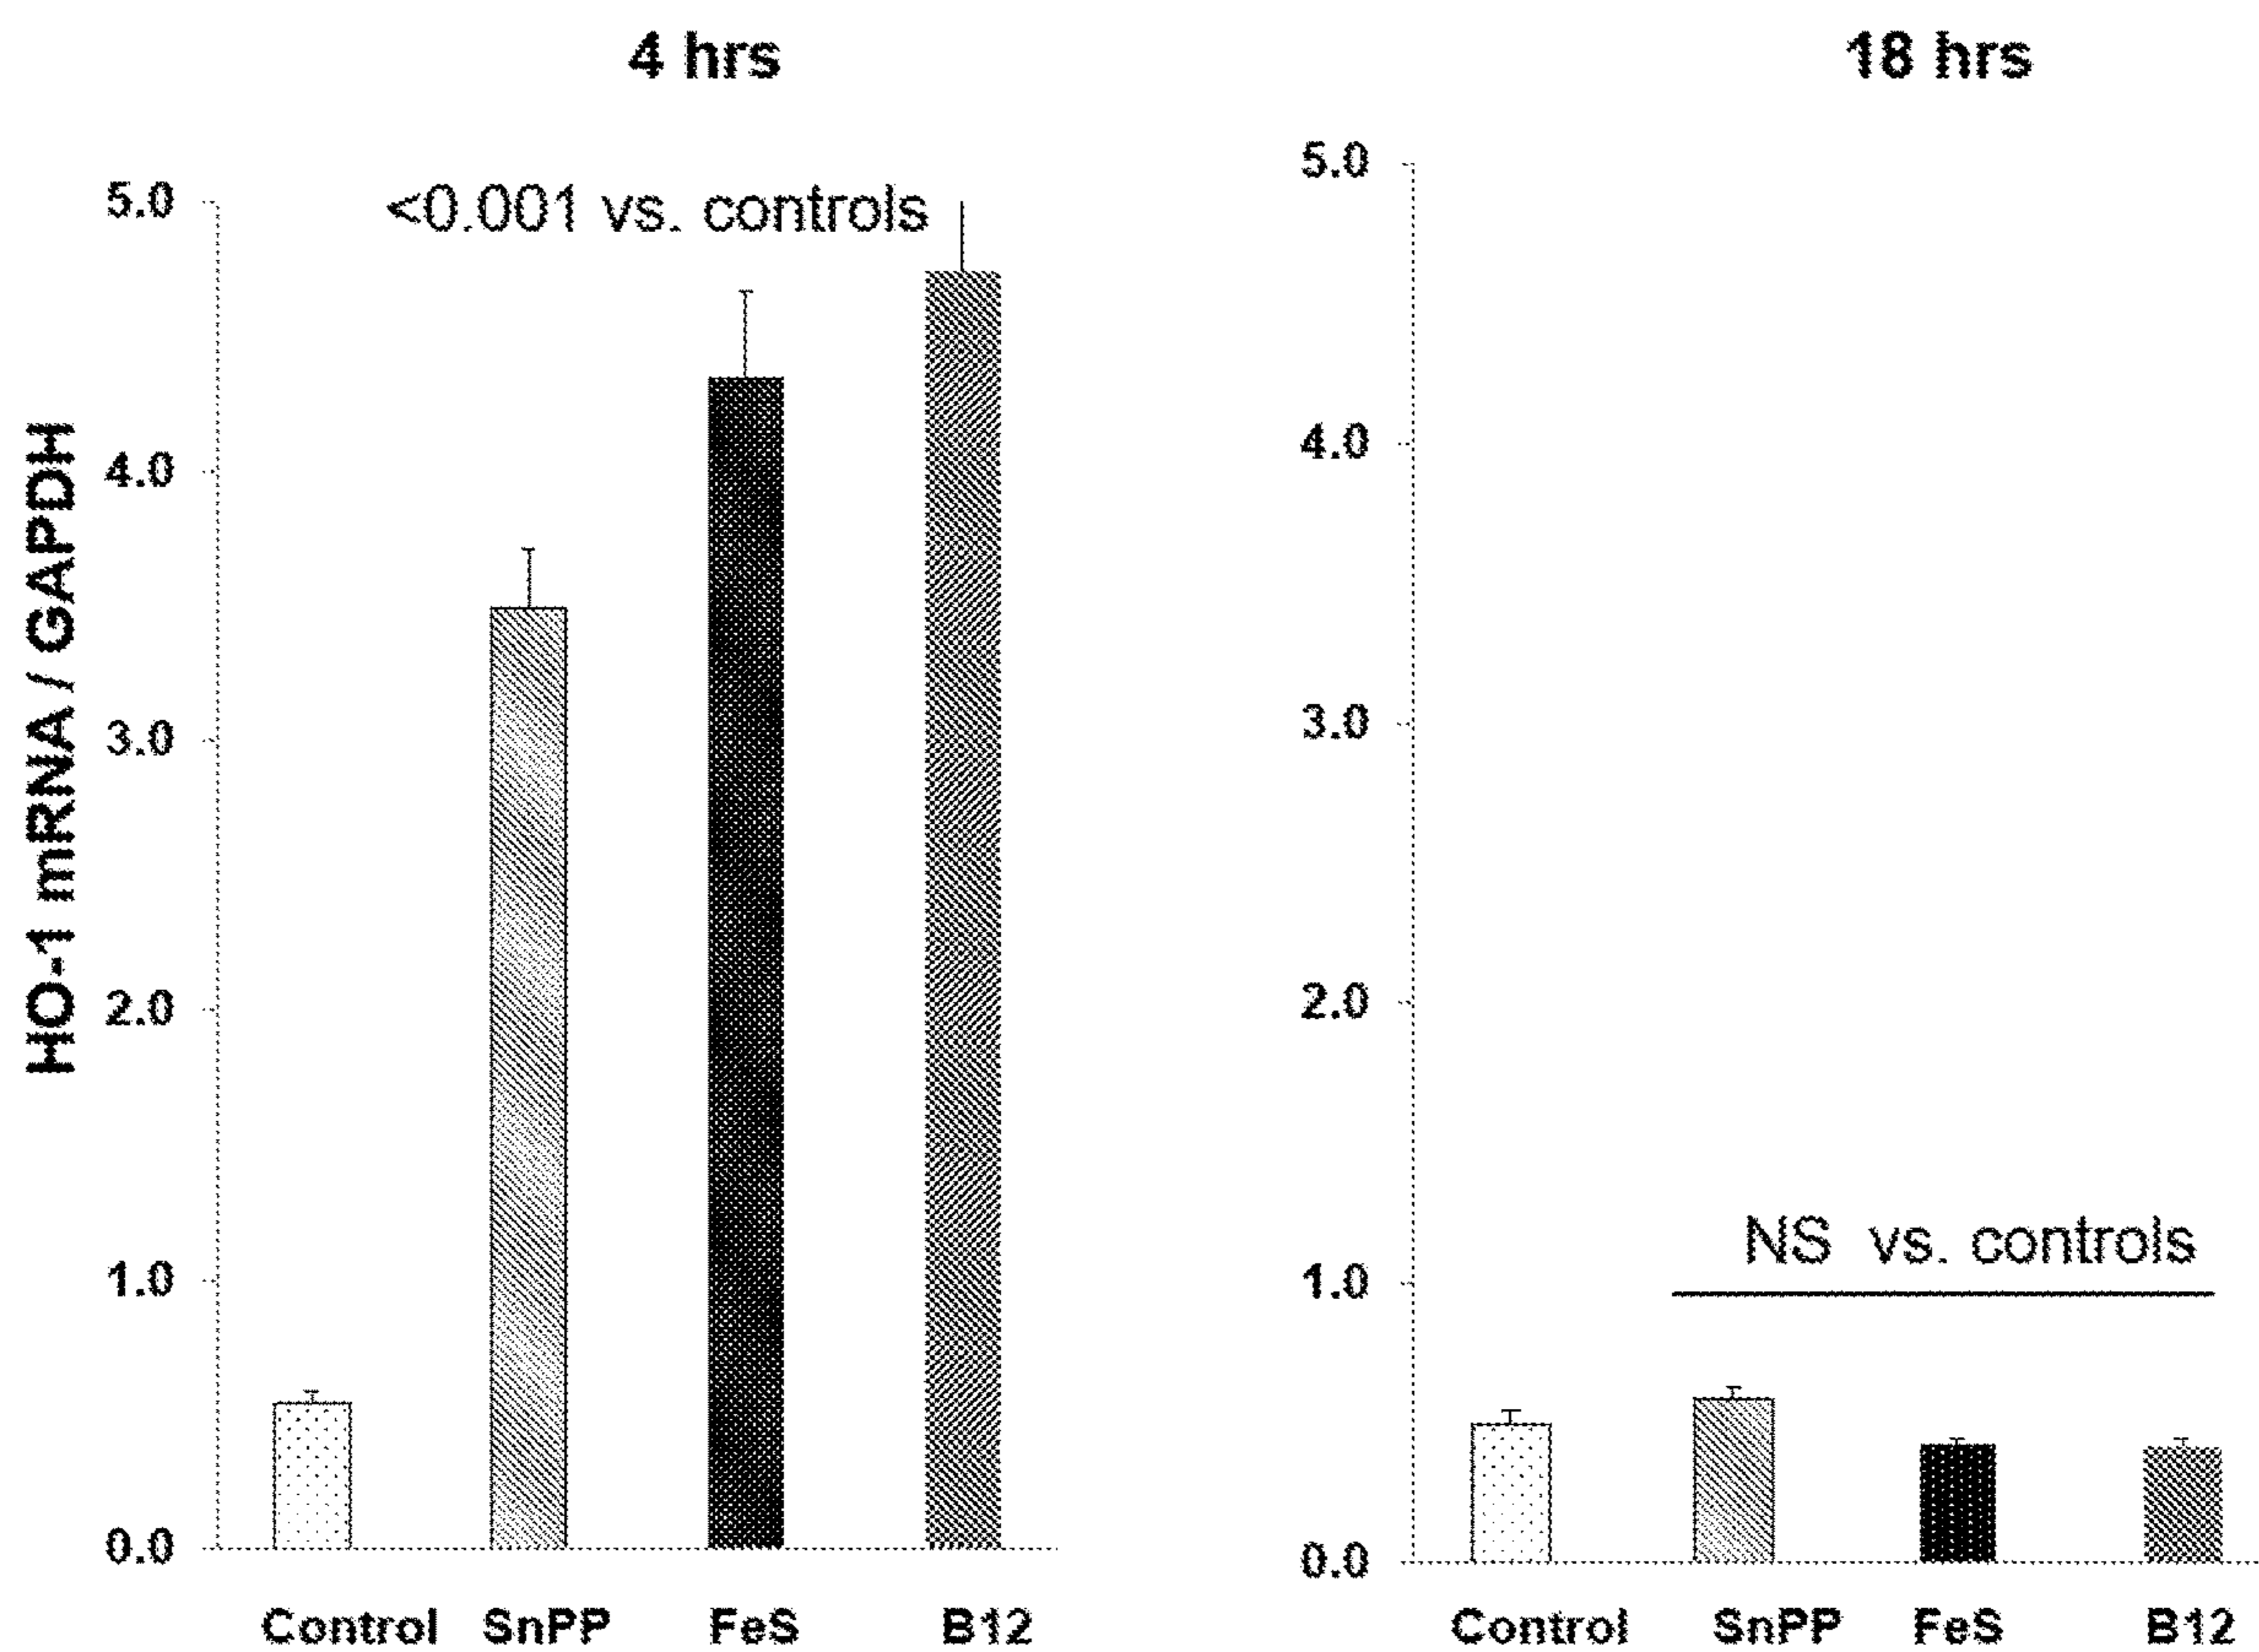 4 hrs
<0.001 vs. controls
HO-1 mRNA / GAPDH
5.0
4.0
3.0
2.0
1.0
0.0
Control SnPP FeS B12
18 hrs
5.0
4.0
3.0
2.0
1.0
0.0
NS vs. controls
Control SnPP FeS B12